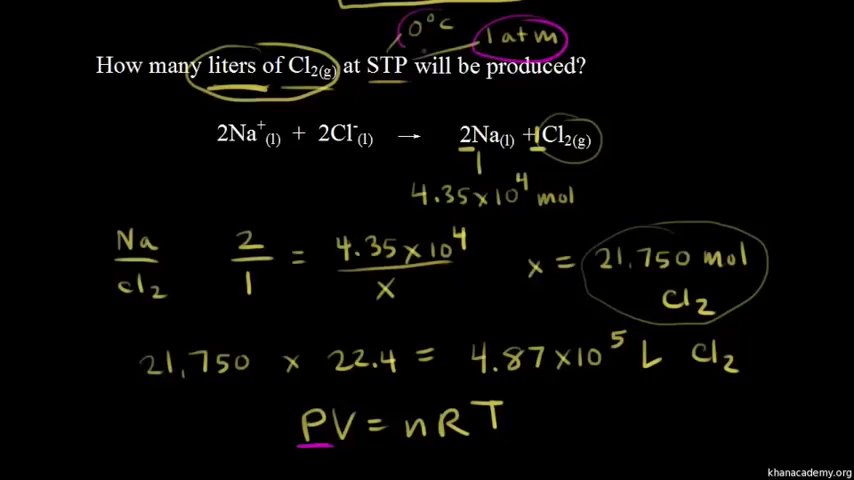 0°C
1 atm
How many liters of Cl2(g) at STP will be produced?
2Na+(l) + 2Cl-(l) → 2Na(l) + 1Cl2(g)
1
4.35x10^4 mol
Na/Cl2 2/1 = 4.35x10^4/x x = 21,750 mol Cl2
21,750 x 22.4 = 4.87x10^5 L Cl2
PV = nRT
khanacademy.org